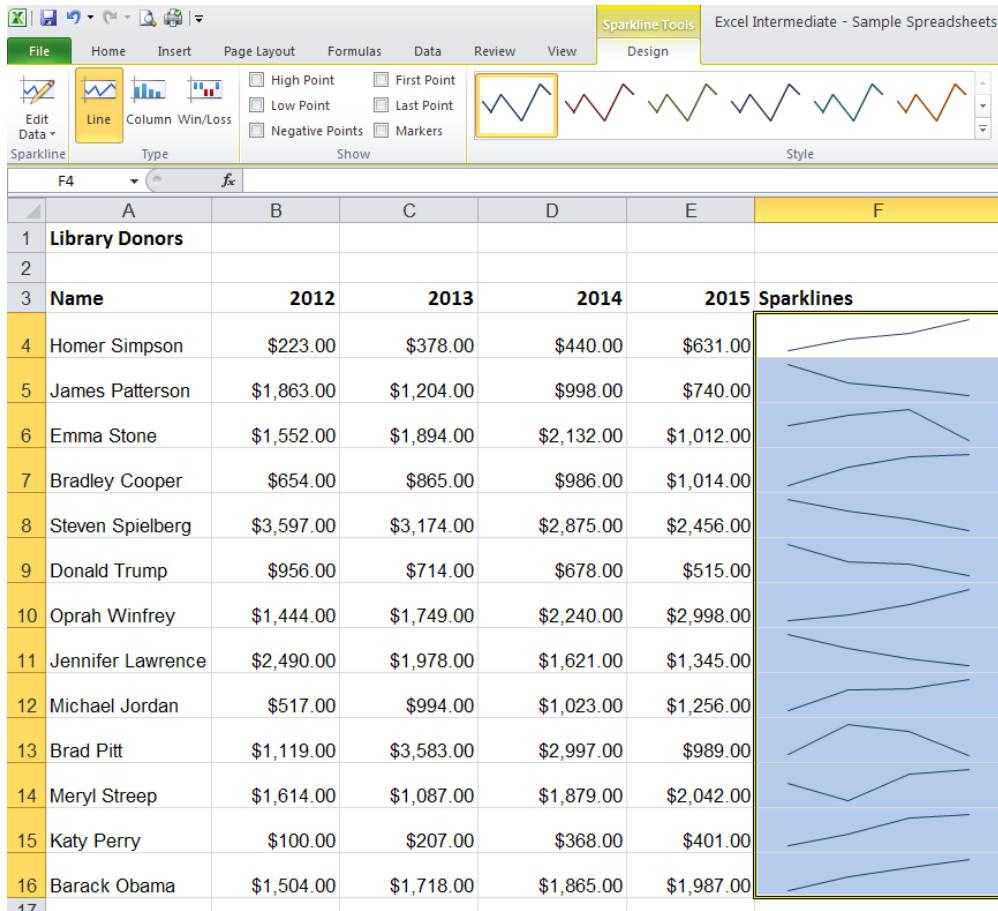 Sparkline Tools Excel Intermediate - Sample Spreadsheets
File Home Insert Page Layout Formulas Data Review View Design
Edit Data Line Column Win/Loss
High Point First Point
Low Point Last Point
Negative Points Markers
Sparkline Type Show Style
F4 fx
A B C D E F
1 Library Donors
2
3 Name 2012 2013 2014 2015 Sparklines
4 Homer Simpson $223.00 $378.00 $440.00 $631.00
5 James Patterson $1,863.00 $1,204.00 $998.00 $740.00
6 Emma Stone $1,552.00 $1,894.00 $2,132.00 $1,012.00
7 Bradley Cooper $654.00 $865.00 $986.00 $1,014.00
8 Steven Spielberg $3,597.00 $3,174.00 $2,875.00 $2,456.00
9 Donald Trump $956.00 $714.00 $678.00 $515.00
10 Oprah Winfrey $1,444.00 $1,749.00 $2,240.00 $2,998.00
11 Jennifer Lawrence $2,490.00 $1,978.00 $1,621.00 $1,345.00
12 Michael Jordan $517.00 $994.00 $1,023.00 $1,256.00
13 Brad Pitt $1,119.00 $3,583.00 $2,997.00 $989.00
14 Meryl Streep $1,614.00 $1,087.00 $1,879.00 $2,042.00
15 Katy Perry $100.00 $207.00 $368.00 $401.00
16 Barack Obama $1,504.00 $1,718.00 $1,865.00 $1,987.00
17